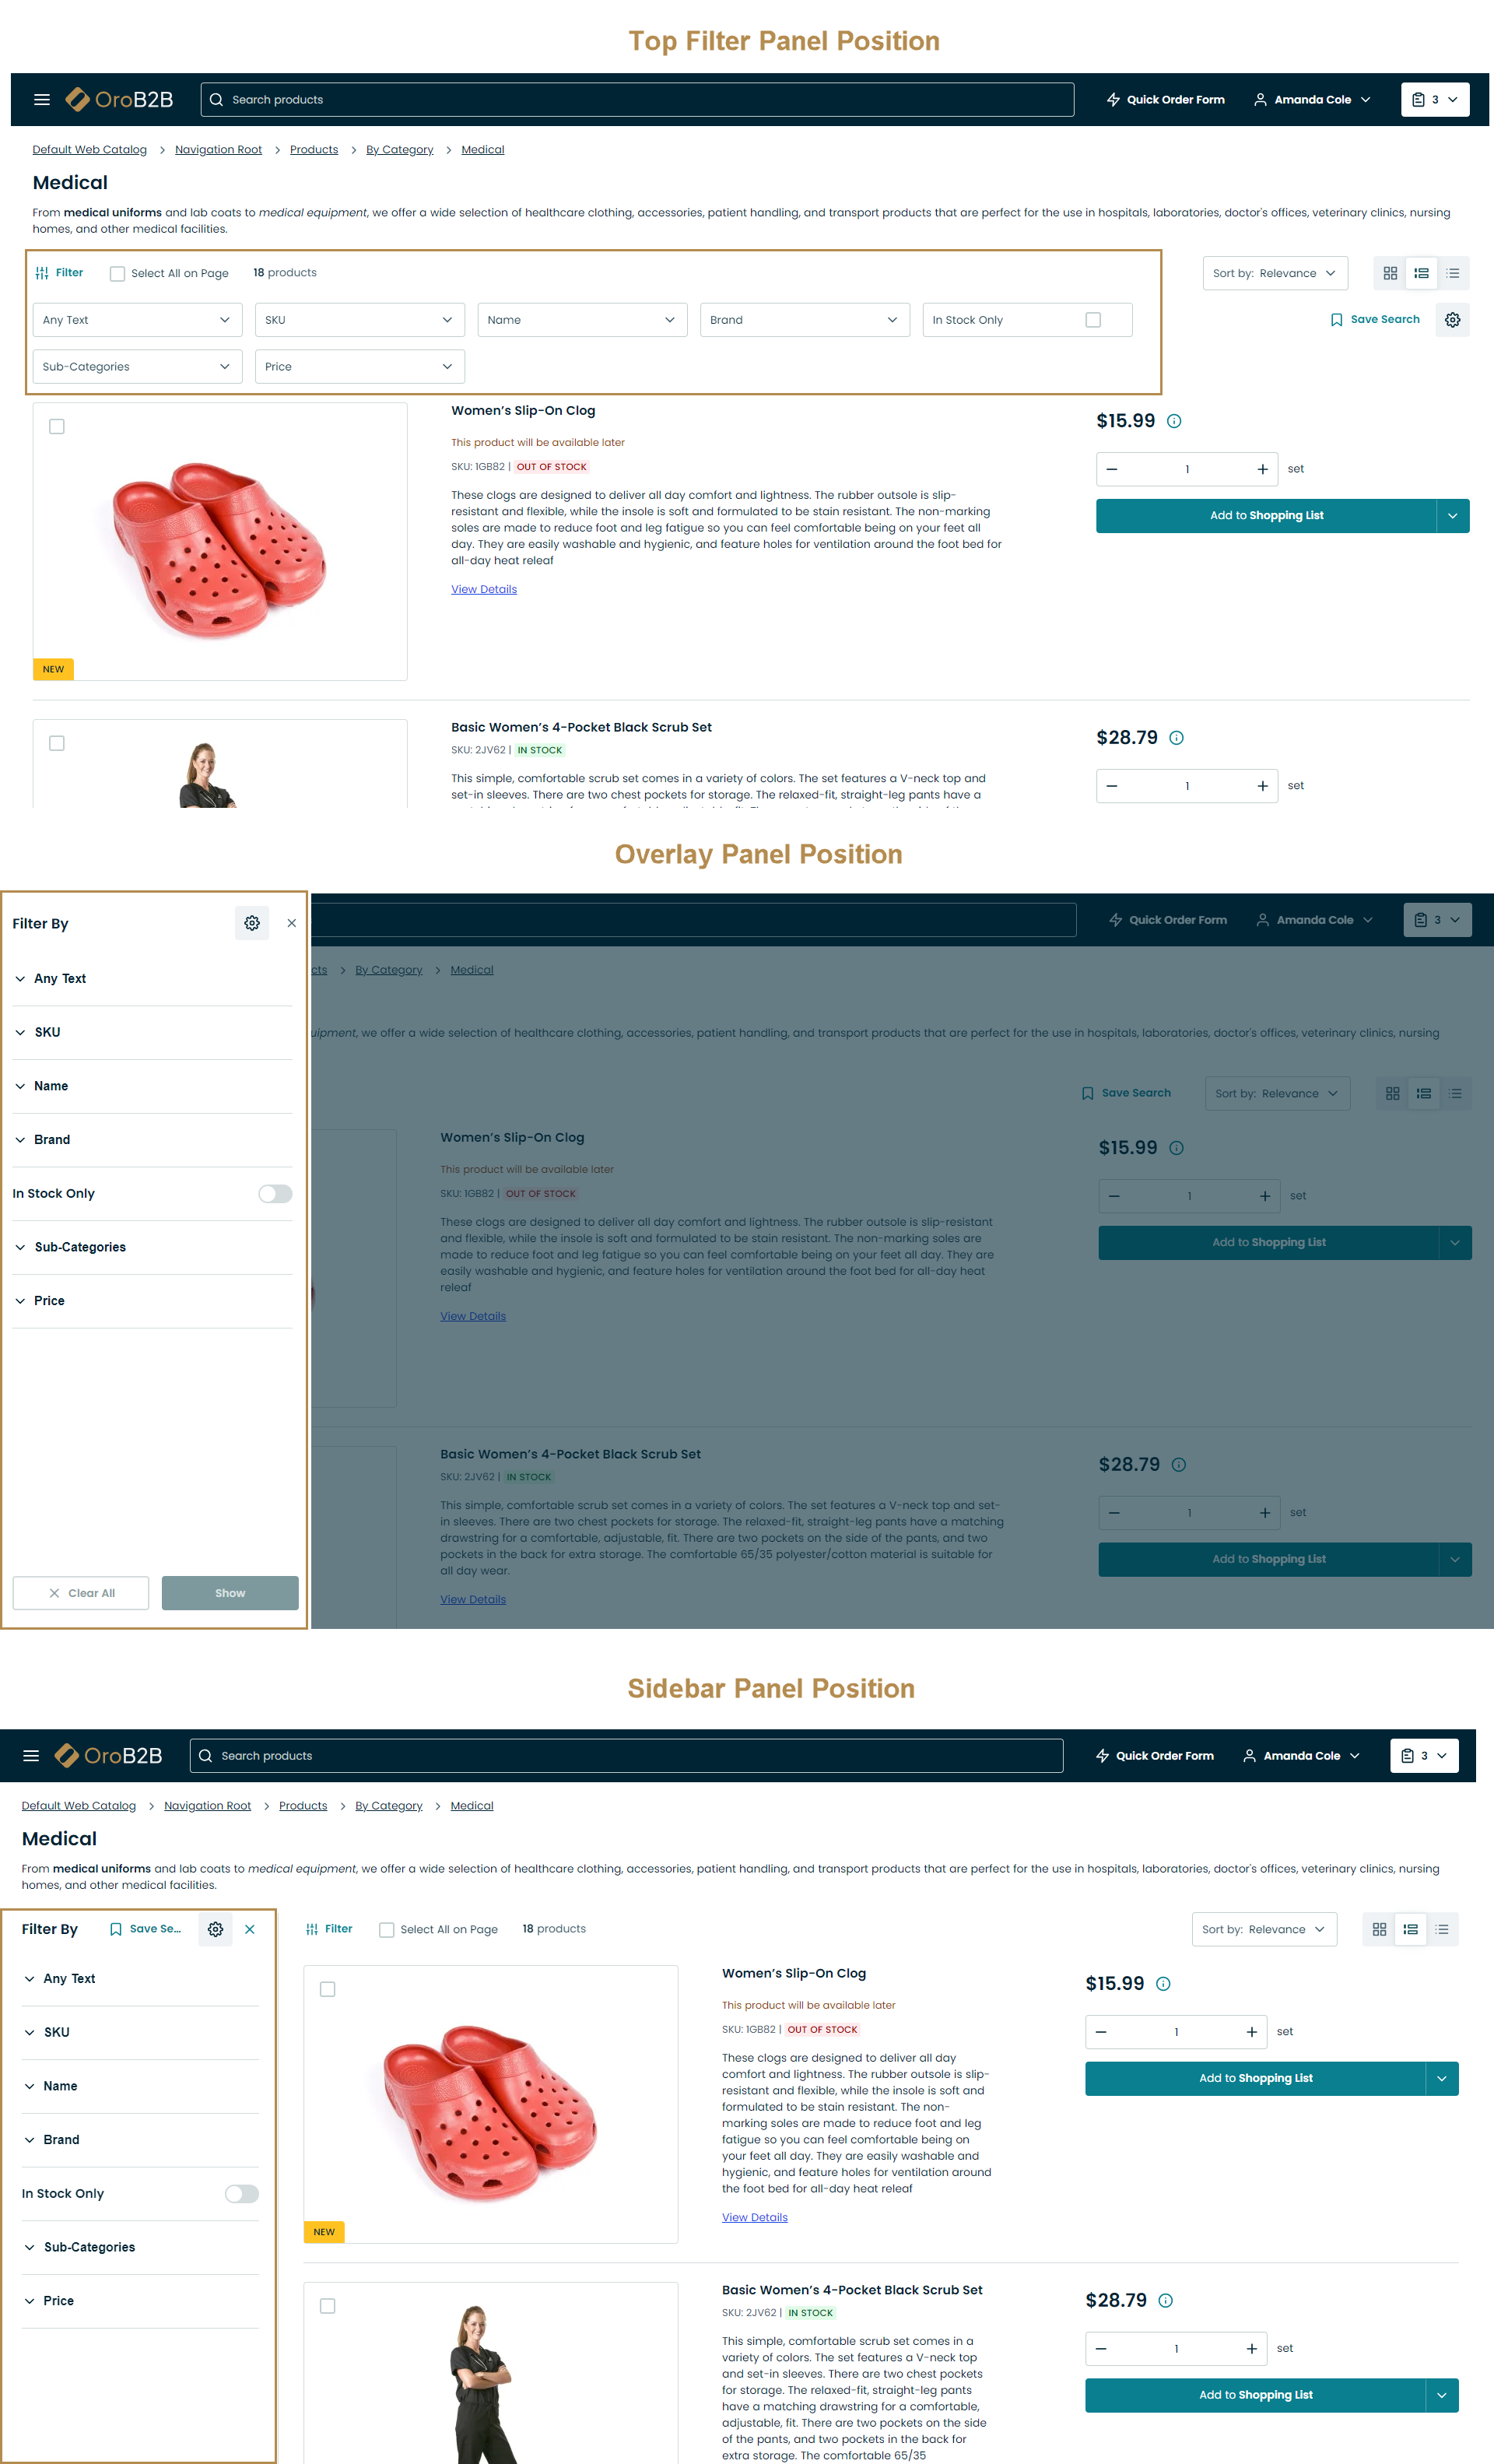 Top Filter Panel Position
OroB2B
Search products
Quick Order Form
Amanda Cole
3
Default Web Catalog > Navigation Root > Products > By Category > Medical
Medical
From medical uniforms and lab coats to medical equipment, we offer a wide selection of healthcare clothing, accessories, patient handling, and transport products that are perfect for the use in hospitals, laboratories, doctor's offices, veterinary clinics, nursing
homes, and other medical facilities.
Filter
Select All on Page
18 products
Sort by: Relevance
Any Text
SKU
Name
Brand
In Stock Only
Save Search
Sub-Categories
Price
Women's Slip-On Clog
This product will be available later
SKU: 1GB82 | OUT OF STOCK
These clogs are designed to deliver all day comfort and lightness. The rubber outsole is slip-
resistant and flexible, while the insole is soft and formulated to be stain resistant. The non-marking
soles are made to reduce foot and leg fatigue so you can feel comfortable being on your feet all
day. They are easily washable and hygienic, and feature holes for ventilation around the foot bed for
all-day heat releaf
View Details
$15.99
1
set
Add to Shopping List
NEW
Basic Women's 4-Pocket Black Scrub Set
SKU: 2JV62 | IN STOCK
This simple, comfortable scrub set comes in a variety of colors. The set features a V-neck top and
set-in sleeves. There are two chest pockets for storage. The relaxed-fit, straight-leg pants have a
$28.79
1
set
Overlay Panel Position
Filter By
Any Text
SKU
Name
Brand
In Stock Only
Sub-Categories
Price
Clear All
Show
Quick Order Form
Amanda Cole
3
cts > By Category > Medical
uipment, we offer a wide selection of healthcare clothing, accessories, patient handling, and transport products that are perfect for the use in hospitals, laboratories, doctor's offices, veterinary clinics, nursing
Save Search
Sort by: Relevance
Women's Slip-On Clog
This product will be available later
SKU: 1GB82 | OUT OF STOCK
These clogs are designed to deliver all day comfort and lightness. The rubber outsole is slip-resistant
and flexible, while the insole is soft and formulated to be stain resistant. The non-marking soles are
made to reduce foot and leg fatigue so you can feel comfortable being on your feet all day. They are
easily washable and hygienic, and feature holes for ventilation around the foot bed for all-day heat
releaf
View Details
$15.99
1
set
Add to Shopping List
Basic Women's 4-Pocket Black Scrub Set
SKU: 2JV62 | IN STOCK
This simple, comfortable scrub set comes in a variety of colors. The set features a V-neck top and set-
in sleeves. There are two chest pockets for storage. The relaxed-fit, straight-leg pants have a matching
drawstring for a comfortable, adjustable, fit. There are two pockets on the side of the pants, and two
pockets in the back for extra storage. The comfortable 65/35 polyester/cotton material is suitable for
all day wear.
View Details
$28.79
1
set
Add to Shopping List
Sidebar Panel Position
OroB2B
Search products
Quick Order Form
Amanda Cole
3
Default Web Catalog > Navigation Root > Products > By Category > Medical
Medical
From medical uniforms and lab coats to medical equipment, we offer a wide selection of healthcare clothing, accessories, patient handling, and transport products that are perfect for the use in hospitals, laboratories, doctor's offices, veterinary clinics, nursing
homes, and other medical facilities.
Filter By
Save Se...
Any Text
SKU
Name
Brand
In Stock Only
Sub-Categories
Price
Filter
Select All on Page
18 products
Sort by: Relevance
Women's Slip-On Clog
This product will be available later
SKU: 1GB82 | OUT OF STOCK
These clogs are designed to deliver all day
comfort and lightness. The rubber outsole is slip-
resistant and flexible, while the insole is soft and
formulated to be stain resistant. The non-
marking soles are made to reduce foot and leg
fatigue so you can feel comfortable being on
your feet all day. They are easily washable and
hygienic, and feature holes for ventilation around
the foot bed for all-day heat releaf
View Details
$15.99
1
set
Add to Shopping List
NEW
Basic Women's 4-Pocket Black Scrub Set
SKU: 2JV62 | IN STOCK
This simple, comfortable scrub set comes in a
variety of colors. The set features a V-neck top
and set-in sleeves. There are two chest pockets
for storage. The relaxed-fit, straight-leg pants
have a matching drawstring for a comfortable,
adjustable, fit. There are two pockets on the side
of the pants, and two pockets in the back for
extra storage. The comfortable 65/35
$28.79
1
set
Add to Shopping List